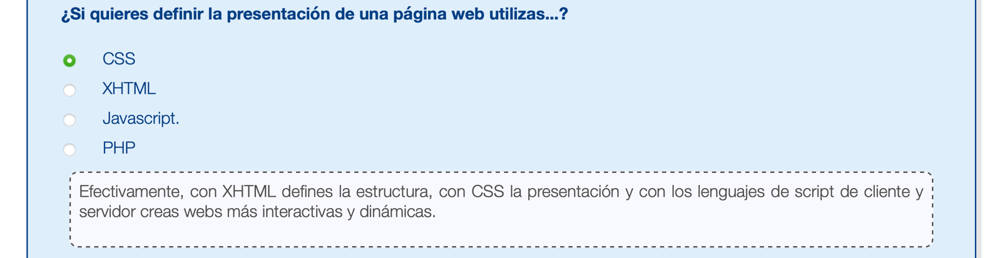 ¿Si quieres definir la presentación de una página web utilizas...?
CSS
XHTML
Javascript.
PHP
Efectivamente, con XHTML defines la estructura, con CSS la presentación y con los lenguajes de script de cliente y
servidor creas webs más interactivas y dinámicas.